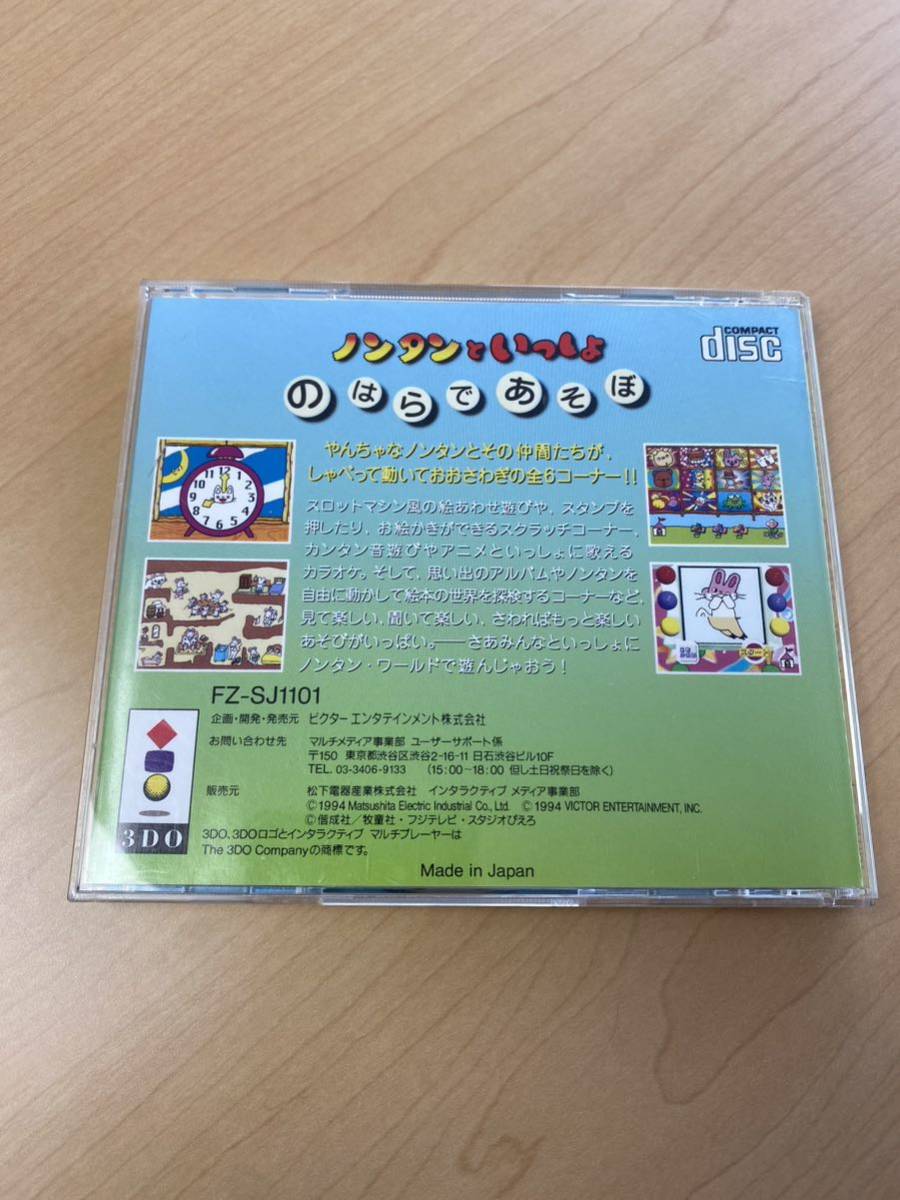 ノンタンといっしょ
COMPACT
disc
のはらであそぼ
やんちゃなノンタンとその仲間たちが、
しゃべって動いておおさわぎの全6コーナー!!
スロットマシン風の絵あわせ遊びや、スタンプを
押したり、お絵かきができるスクラッチコーナー、
カンタン音遊びやアニメといっしょに歌える
カラオケ。そして、思い出のアルバムやノンタンを
自由に動かして絵本の世界を探検するコーナーなど、
見て楽しい、聞いて楽しい、さわればもっと楽しい
あそびがいっぱい。——さあみんなといっしょに
ノンタン・ワールドで遊んじゃおう!
スタート
FZ-SJ1101
企画・開発・発売元 ビクター エンタテインメント株式会社
お問い合わせ先 マルチメディア事業部 ユーザーサポート係
〒150 東京都渋谷区渋谷2-16-11 日石渋谷ビル10F
TEL. 03-3406-9133 (15:00~18:00 但し土日祝祭日を除く)
販売元 松下電器産業株式会社 インタラクティブ メディア事業部
©1994 Matsushita Electric Industrial Co., Ltd. ©1994 VICTOR ENTERTAINMENT, INC.
©偕成社/牧童社・フジテレビ・スタジオぴえろ
3DO
3DO、3DOロゴとインタラクティブ マルチプレーヤーは
The 3DO Companyの商標です。
Made in Japan